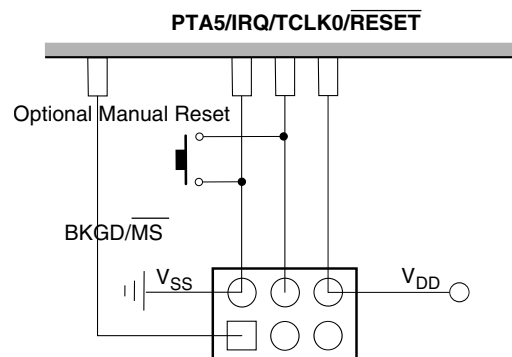 PTA5/IRQ/TCLK0/RESET
Optional Manual Reset
BKGD/MS
VSS
VDD